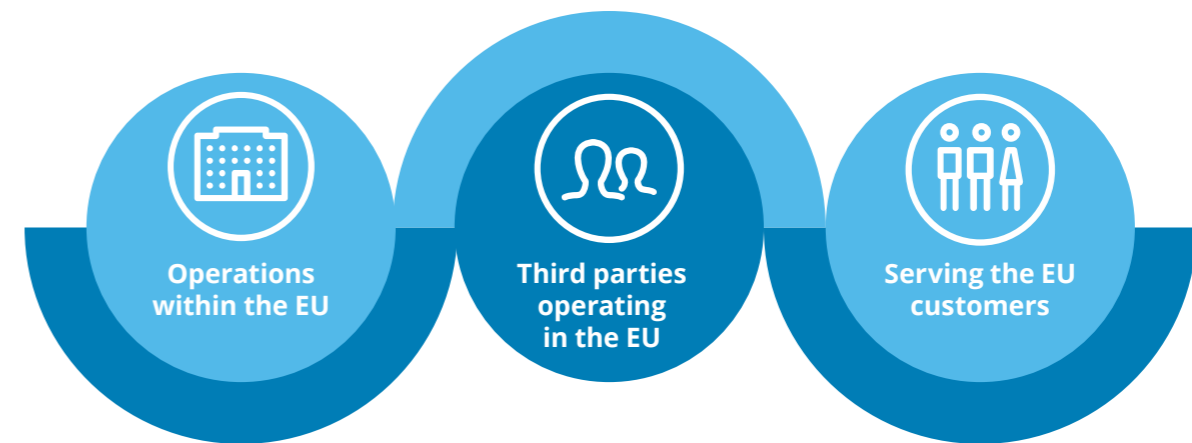 Operations
within the EU
Third parties
operating
in the EU
Serving the EU
customers